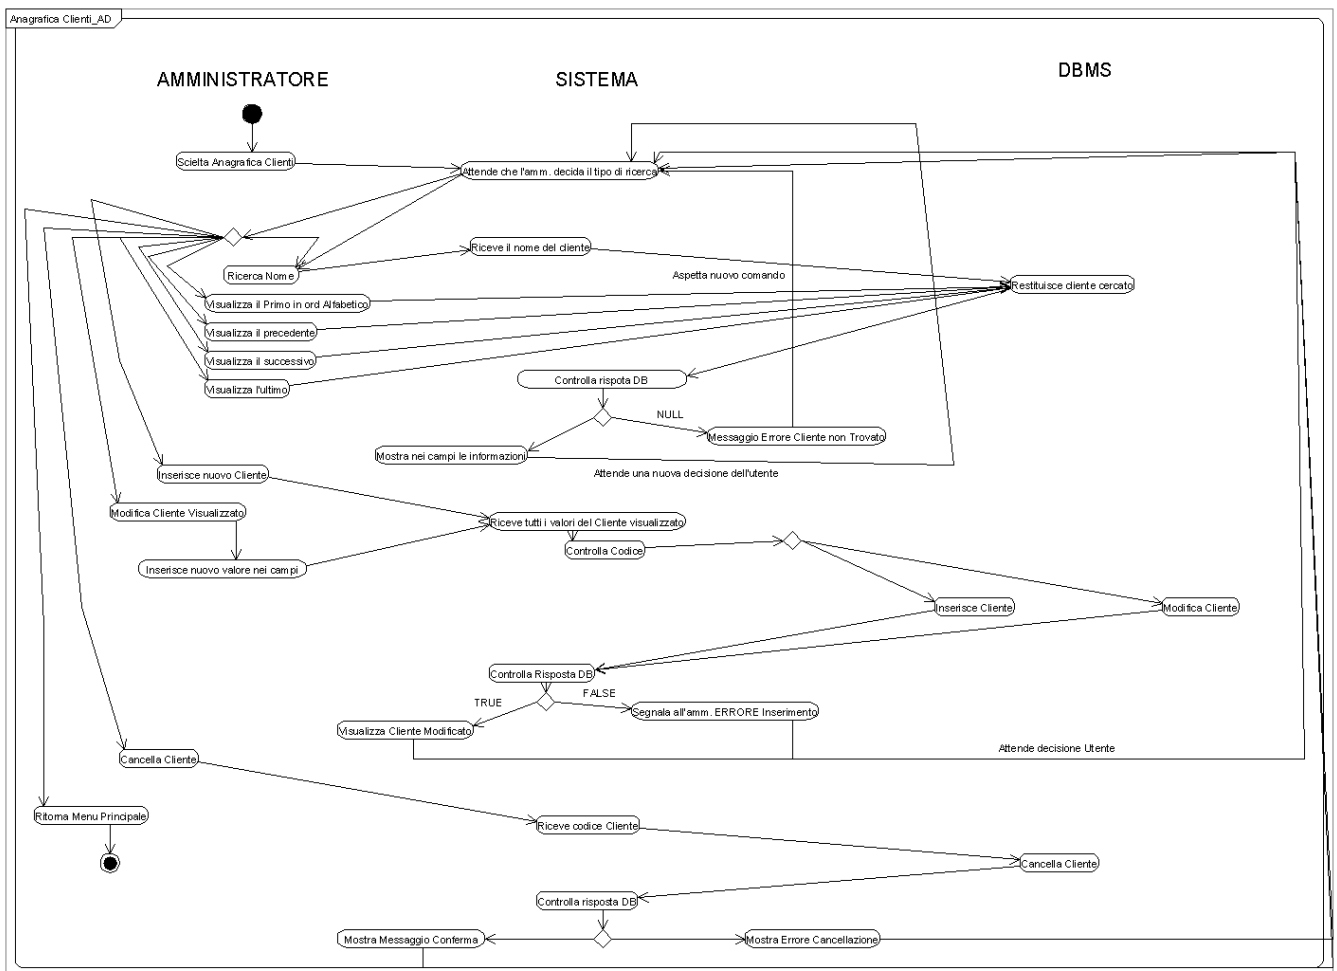 Anagrafica Clienti_AD
AMMINISTRATORE
SISTEMA
DBMS
Scielta Anagrafica Clienti
Attende che l'amm. decida il tipo di ricerca
Riceve il nome del cliente
Ricerca Nome
Aspetta nuovo comando
Restituisce cliente cercato
Visualizza il Primo in ord Alfabetico
Visualizza il precedente
Visualizza il successivo
Visualizza l'ultimo
Controlla rispota DB
NULL
Messaggio Errore Cliente non Trovato
Mostra nei campi le informazioni
Attende una nuova decisione dell'utente
Inserisce nuovo Cliente
Modifica Cliente Visualizzato
Riceve tutti i valori del Cliente visualizzato
Controlla Codice
Inserisce nuovo valore nei campi
Inserisce Cliente
Modifica Cliente
Controlla Risposta DB
TRUE
FALSE
Segnala all'amm. ERRORE Inserimento
Visualizza Cliente Modificato
Attende decisione Utente
Cancella Cliente
Ritorna Menu Principale
Riceve codice Cliente
Cancella Cliente
Controlla risposta DB
Mostra Messaggio Conferma
Mostra Errore Cancellazione